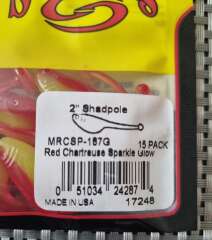 2" Shadpole
MRCSP-167G 15 PACK
Red Chartreuse Sparkle Glow
0 51034 24287 4
MADE IN USA 17248